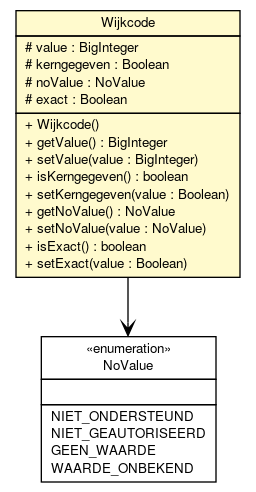 Wijkcode
# value : BigInteger
# kerngegeven : Boolean
# noValue : NoValue
# exact : Boolean
+ Wijkcode()
+ getValue() : BigInteger
+ setValue(value : BigInteger)
+ isKerngegeven() : boolean
+ setKerngegeven(value : Boolean)
+ getNoValue() : NoValue
+ setNoValue(value : NoValue)
+ isExact() : boolean
+ setExact(value : Boolean)
«enumeration»
NoValue
NIET_ONDERSTEUND
NIET_GEAUTORISEERD
GEEN_WAARDE
WAARDE_ONBEKEND